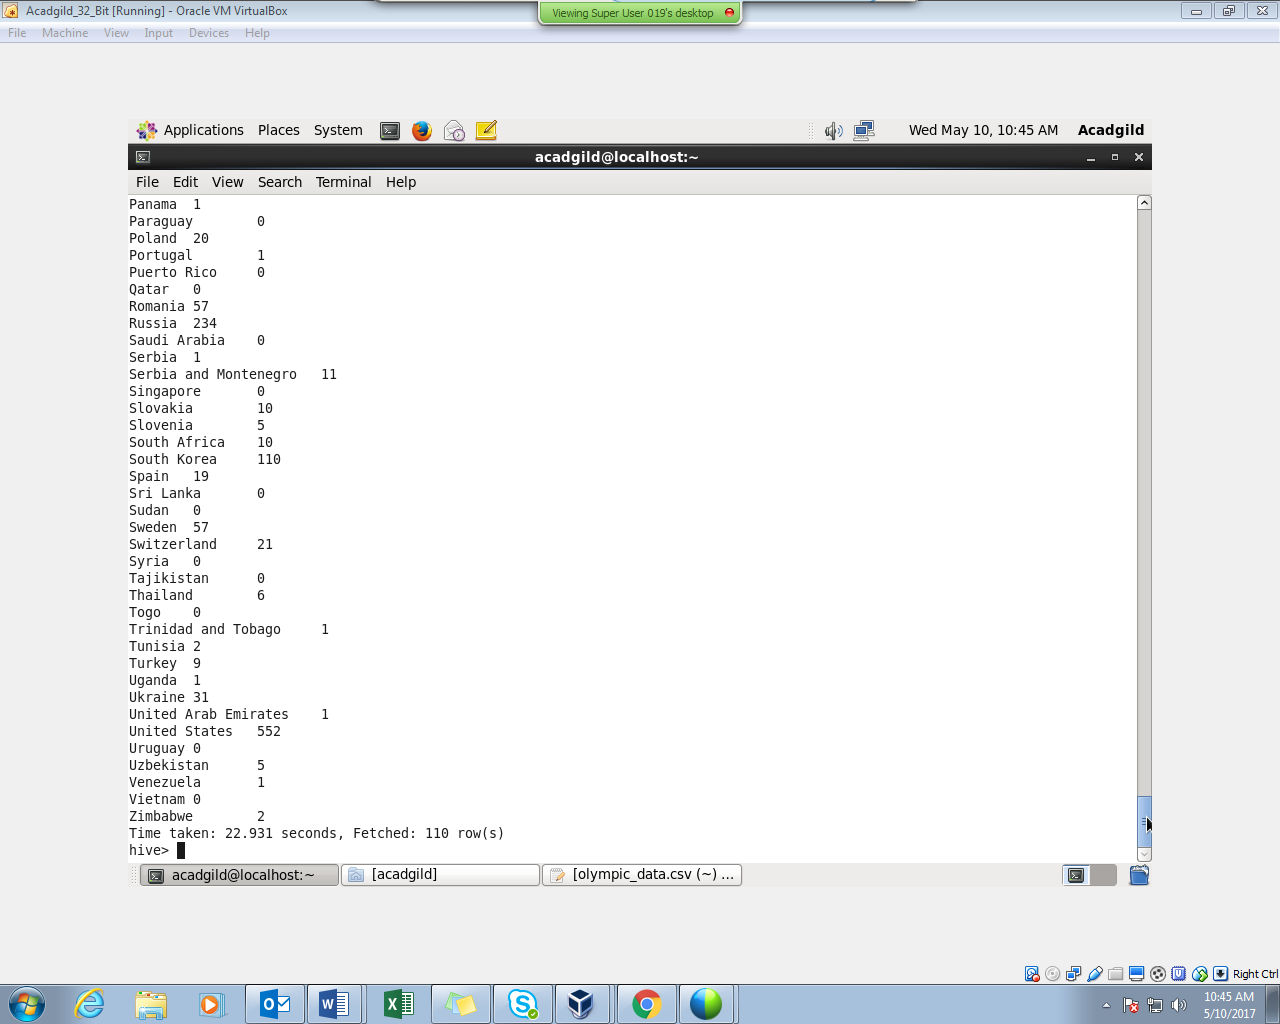 Acadgild_32_Bit [Running] - Oracle VM VirtualBox
Viewing Super User 019's desktop
File Machine View Input Devices Help
Applications Places System Wed May 10, 10:45 AM Acadgild
acadgild@localhost:~
File Edit View Search Terminal Help
Panama 1
Paraguay 0
Poland 20
Portugal 1
Puerto Rico 0
Qatar 0
Romania 57
Russia 234
Saudi Arabia 0
Serbia 1
Serbia and Montenegro 11
Singapore 0
Slovakia 10
Slovenia 5
South Africa 10
South Korea 110
Spain 19
Sri Lanka 0
Sudan 0
Sweden 57
Switzerland 21
Syria 0
Tajikistan 0
Thailand 6
Togo 0
Trinidad and Tobago 1
Tunisia 2
Turkey 9
Uganda 1
Ukraine 31
United Arab Emirates 1
United States 552
Uruguay 0
Uzbekistan 5
Venezuela 1
Vietnam 0
Zimbabwe 2
Time taken: 22.931 seconds, Fetched: 110 row(s)
hive>
acadgild@localhost:~ [acadgild] [olympic_data.csv (~) ...
Right Ctrl
10:45 AM
5/10/2017